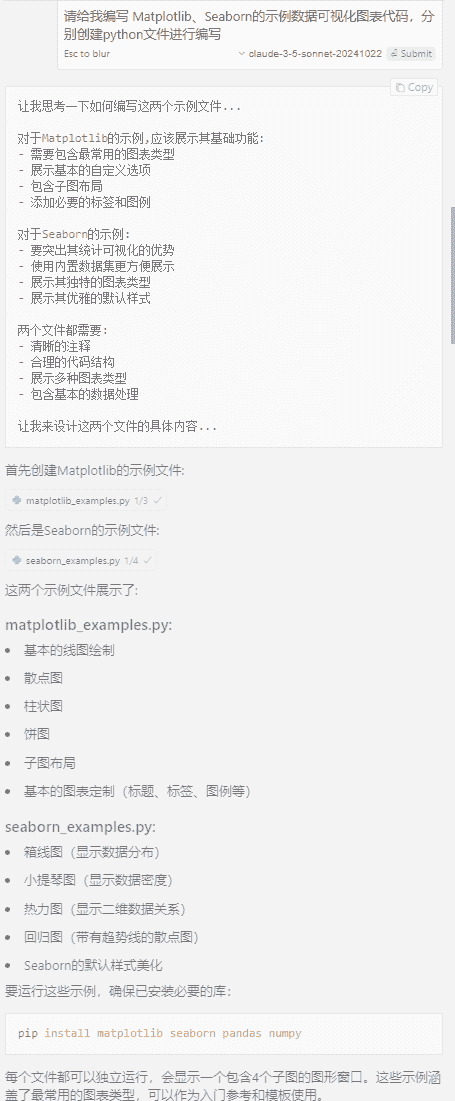 请给我编写 Matplotlib、Seaborn的示例数据可视化图表代码，分
别创建python文件进行编写
Esc to blur
claude-3-5-sonnet-20241022
Submit
Copy
让我思考一下如何编写这两个示例文件...
对于Matplotlib的示例,应该展示其基础功能:
- 需要包含最常用的图表类型
- 展示基本的自定义选项
- 包含子图布局
- 添加必要的标签和图例
对于Seaborn的示例:
- 要突出其统计可视化的优势
- 使用内置数据集更方便展示
- 展示其独特的图表类型
- 展示其优雅的默认样式
两个文件都需要:
- 清晰的注释
- 合理的代码结构
- 展示多种图表类型
- 包含基本的数据处理
让我来设计这两个文件的具体内容...
首先创建Matplotlib的示例文件:
matplotlib_examples.py 1/3
然后是Seaborn的示例文件:
seaborn_examples.py 1/4
这两个示例文件展示了:
matplotlib_examples.py:
• 基本的线图绘制
• 散点图
• 柱状图
• 饼图
• 子图布局
• 基本的图表定制（标题、标签、图例等）
seaborn_examples.py:
• 箱线图（显示数据分布）
• 小提琴图（显示数据密度）
• 热力图（显示二维数据关系）
• 回归图（带有趋势线的散点图）
• Seaborn的默认样式美化
要运行这些示例，确保已安装必要的库：
pip install matplotlib seaborn pandas numpy
每个文件都可以独立运行，会显示一个包含4个子图的图形窗口。这些示例涵
盖了最常用的图表类型，可以作为入门参考和模板使用。